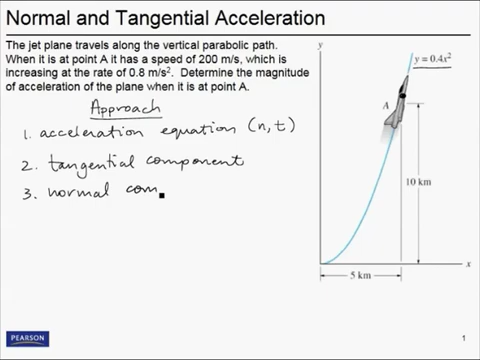 Normal and Tangential Acceleration
The jet plane travels along the vertical parabolic path.
When it is at point A it has a speed of 200 m/s, which is
increasing at the rate of 0.8 m/s². Determine the magnitude
of acceleration of the plane when it is at point A.
Approach
1. acceleration equation (n,t)
2. tangential component
3. normal com
y
y = 0.4x²
A
10 km
x
5 km
PEARSON
1